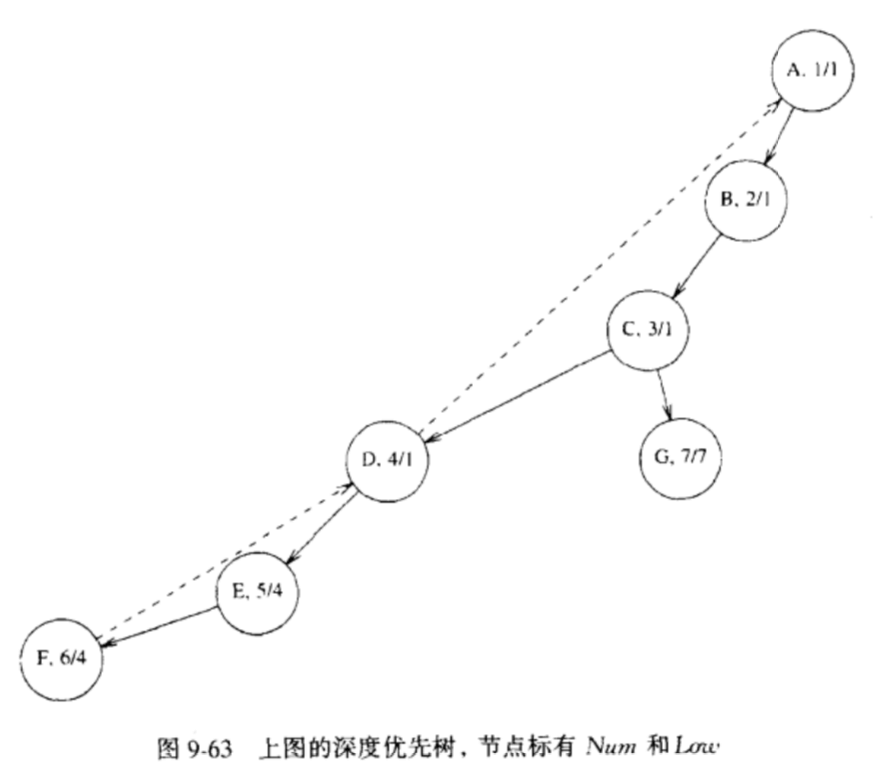 A, 1/1
B, 2/1
C, 3/1
D, 4/1
G, 7/7
E, 5/4
F, 6/4
图 9-63 上图的深度优先树，节点标有 Num 和 Low